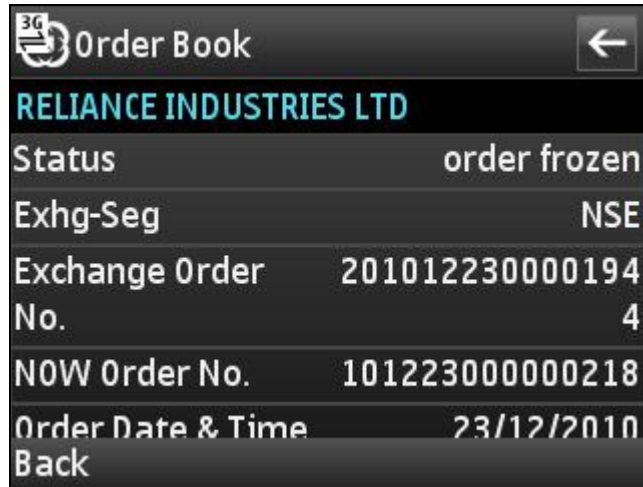 3G
Order Book
RELIANCE INDUSTRIES LTD
Status order frozen
Exhg-Seg NSE
Exchange Order 201012230000194
No. 4
NOW Order No. 101223000000218
Order Date & Time 23/12/2010
Back